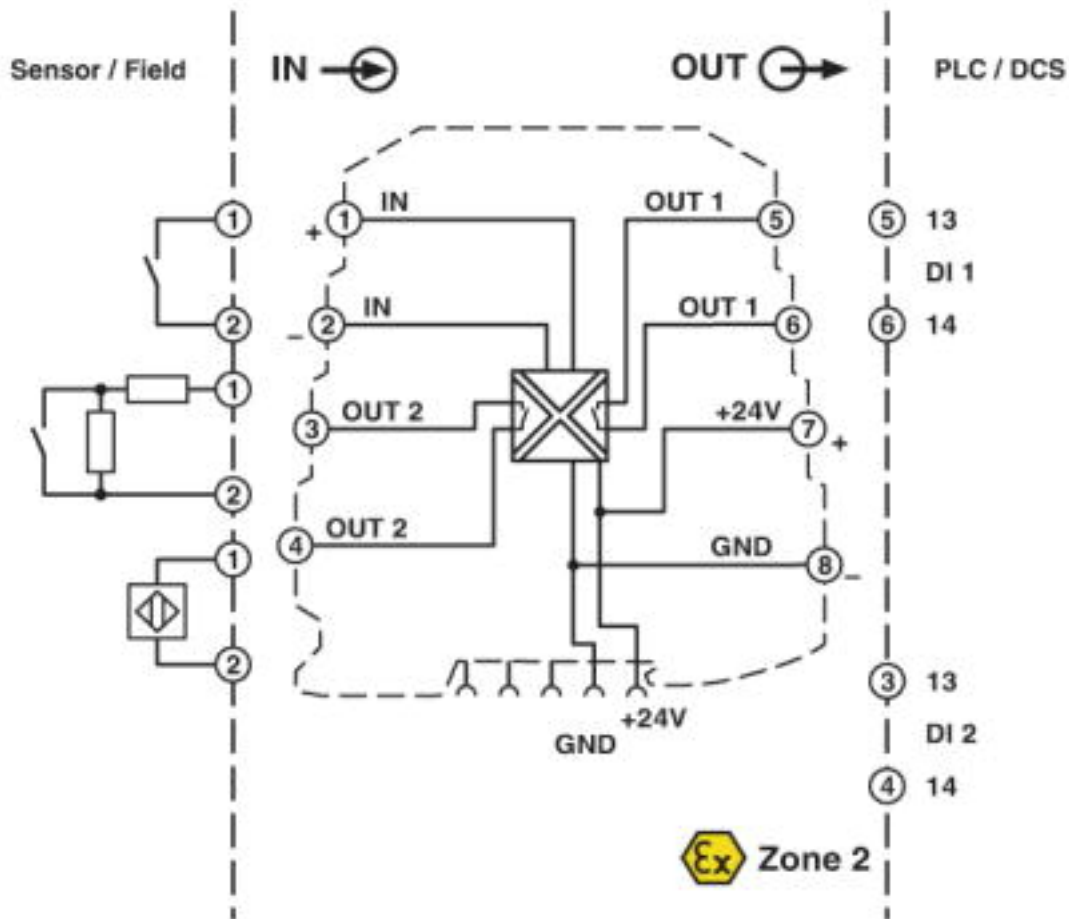 Sensor / Field
IN
OUT
PLC / DCS
1
+
1
IN
OUT 1
5
5
13
DI 1
2
-
2
IN
OUT 1
6
6
14
1
3
OUT 2
+24V
7
+
2
4
OUT 2
GND
8
-
1
2
+24V
GND
3
13
DI 2
4
14
Ex
Zone 2